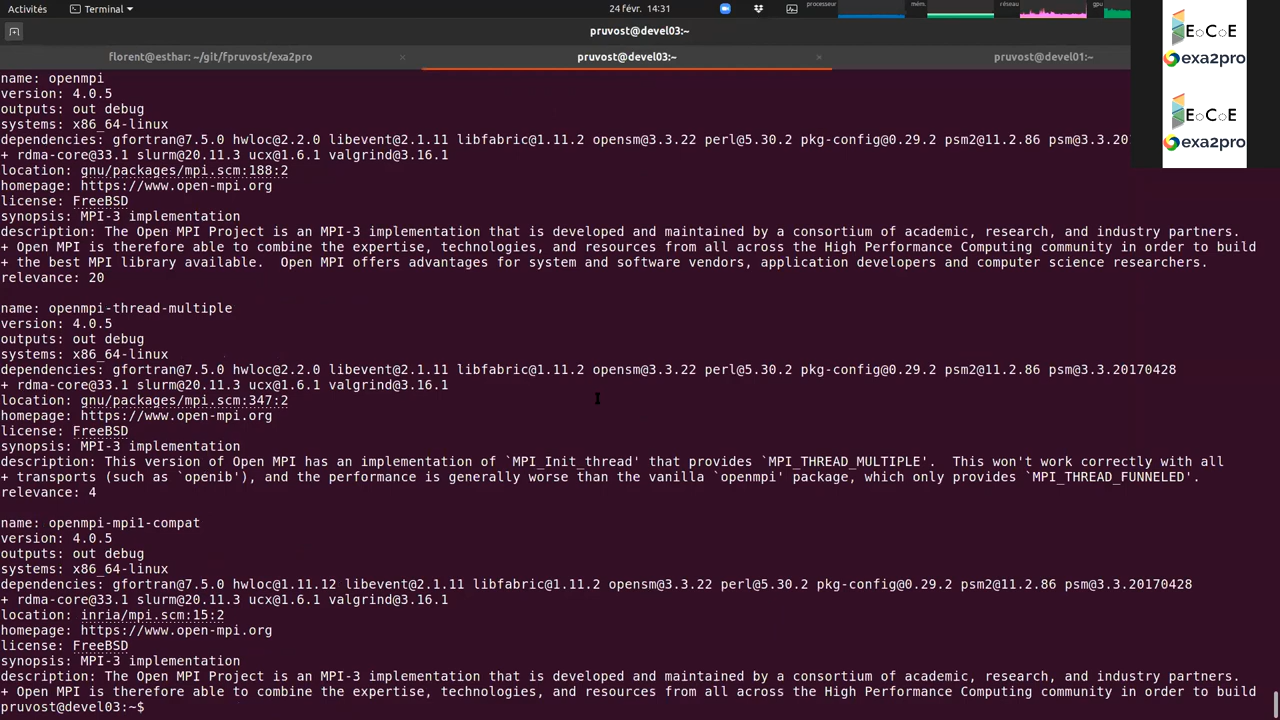 Activités
Terminal
24 févr. 14:31
processeur
mém.
réseau
gpu
pruvost@devel03:~
florent@esthar: ~/git/fpruvost/exa2pro
pruvost@devel03:~
pruvost@devel01:~
EoCoE
exa2pro
EoCoE
exa2pro
name: openmpi
version: 4.0.5
outputs: out debug
systems: x86_64-linux
dependencies: gfortran@7.5.0 hwloc@2.2.0 libevent@2.1.11 libfabric@1.11.2 opensm@3.3.22 perl@5.30.2 pkg-config@0.29.2 psm2@11.2.86 psm@3.3.201
+ rdma-core@33.1 slurm@20.11.3 ucx@1.6.1 valgrind@3.16.1
location: gnu/packages/mpi.scm:188:2
homepage: https://www.open-mpi.org
license: FreeBSD
synopsis: MPI-3 implementation
description: The Open MPI Project is an MPI-3 implementation that is developed and maintained by a consortium of academic, research, and industry partners.
+ Open MPI is therefore able to combine the expertise, technologies, and resources from all across the High Performance Computing community in order to build
+ the best MPI library available.  Open MPI offers advantages for system and software vendors, application developers and computer science researchers.
relevance: 20
name: openmpi-thread-multiple
version: 4.0.5
outputs: out debug
systems: x86_64-linux
dependencies: gfortran@7.5.0 hwloc@2.2.0 libevent@2.1.11 libfabric@1.11.2 opensm@3.3.22 perl@5.30.2 pkg-config@0.29.2 psm2@11.2.86 psm@3.3.20170428
+ rdma-core@33.1 slurm@20.11.3 ucx@1.6.1 valgrind@3.16.1
location: gnu/packages/mpi.scm:347:2
homepage: https://www.open-mpi.org
license: FreeBSD
synopsis: MPI-3 implementation
description: This version of Open MPI has an implementation of `MPI_Init_thread' that provides `MPI_THREAD_MULTIPLE'.  This won't work correctly with all
+ transports (such as `openib'), and the performance is generally worse than the vanilla `openmpi' package, which only provides `MPI_THREAD_FUNNELED'.
relevance: 4
name: openmpi-mpi1-compat
version: 4.0.5
outputs: out debug
systems: x86_64-linux
dependencies: gfortran@7.5.0 hwloc@1.11.12 libevent@2.1.11 libfabric@1.11.2 opensm@3.3.22 perl@5.30.2 pkg-config@0.29.2 psm2@11.2.86 psm@3.3.20170428
+ rdma-core@33.1 slurm@20.11.3 ucx@1.6.1 valgrind@3.16.1
location: inria/mpi.scm:15:2
homepage: https://www.open-mpi.org
license: FreeBSD
synopsis: MPI-3 implementation
description: The Open MPI Project is an MPI-3 implementation that is developed and maintained by a consortium of academic, research, and industry partners.
+ Open MPI is therefore able to combine the expertise, technologies, and resources from all across the High Performance Computing community in order to build
pruvost@devel03:~$